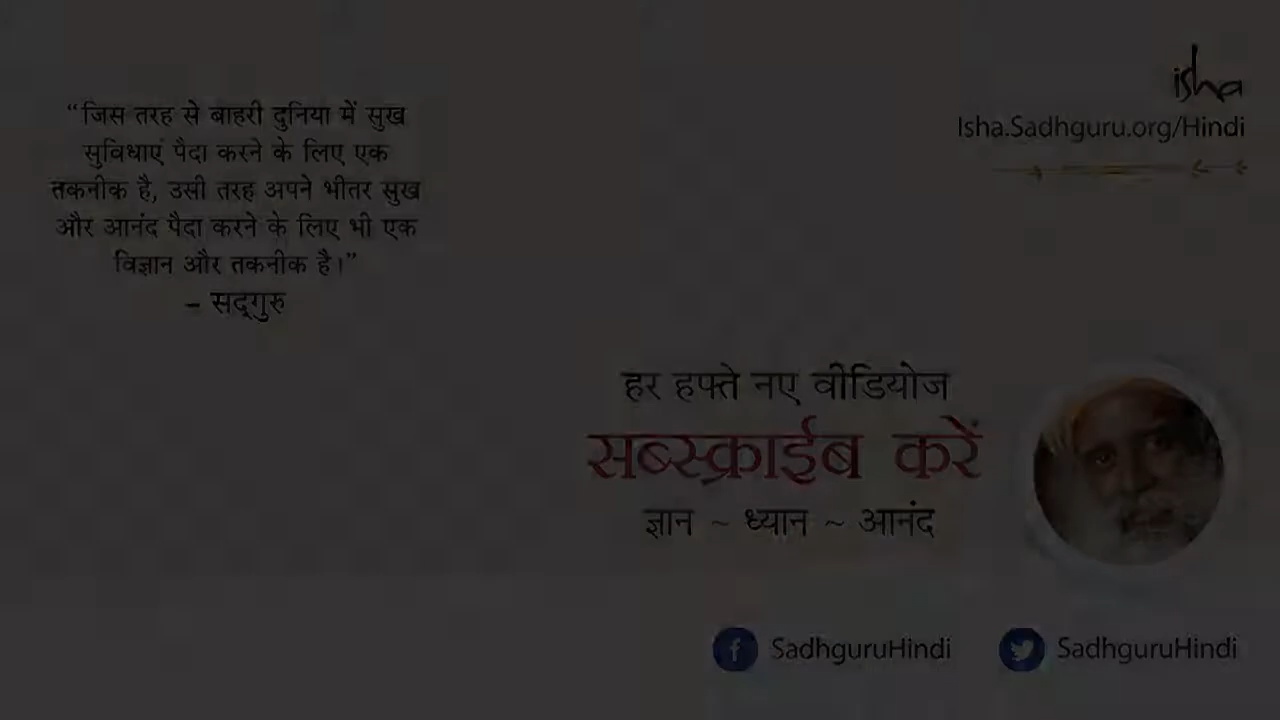 “जिस तरह से बाहरी दुनिया में सुख
सुविधाएं पैदा करने के लिए एक
तकनीक है, उसी तरह अपने भीतर सुख
और आनंद पैदा करने के लिए भी एक
विज्ञान और तकनीक है।”
– सद्‌गुरु
isha
Isha.Sadhguru.org/Hindi
हर हफ्ते नए वीडियोज
सब्स्क्राईब करें
ज्ञान ~ ध्यान ~ आनंद
SadhguruHindi
SadhguruHindi